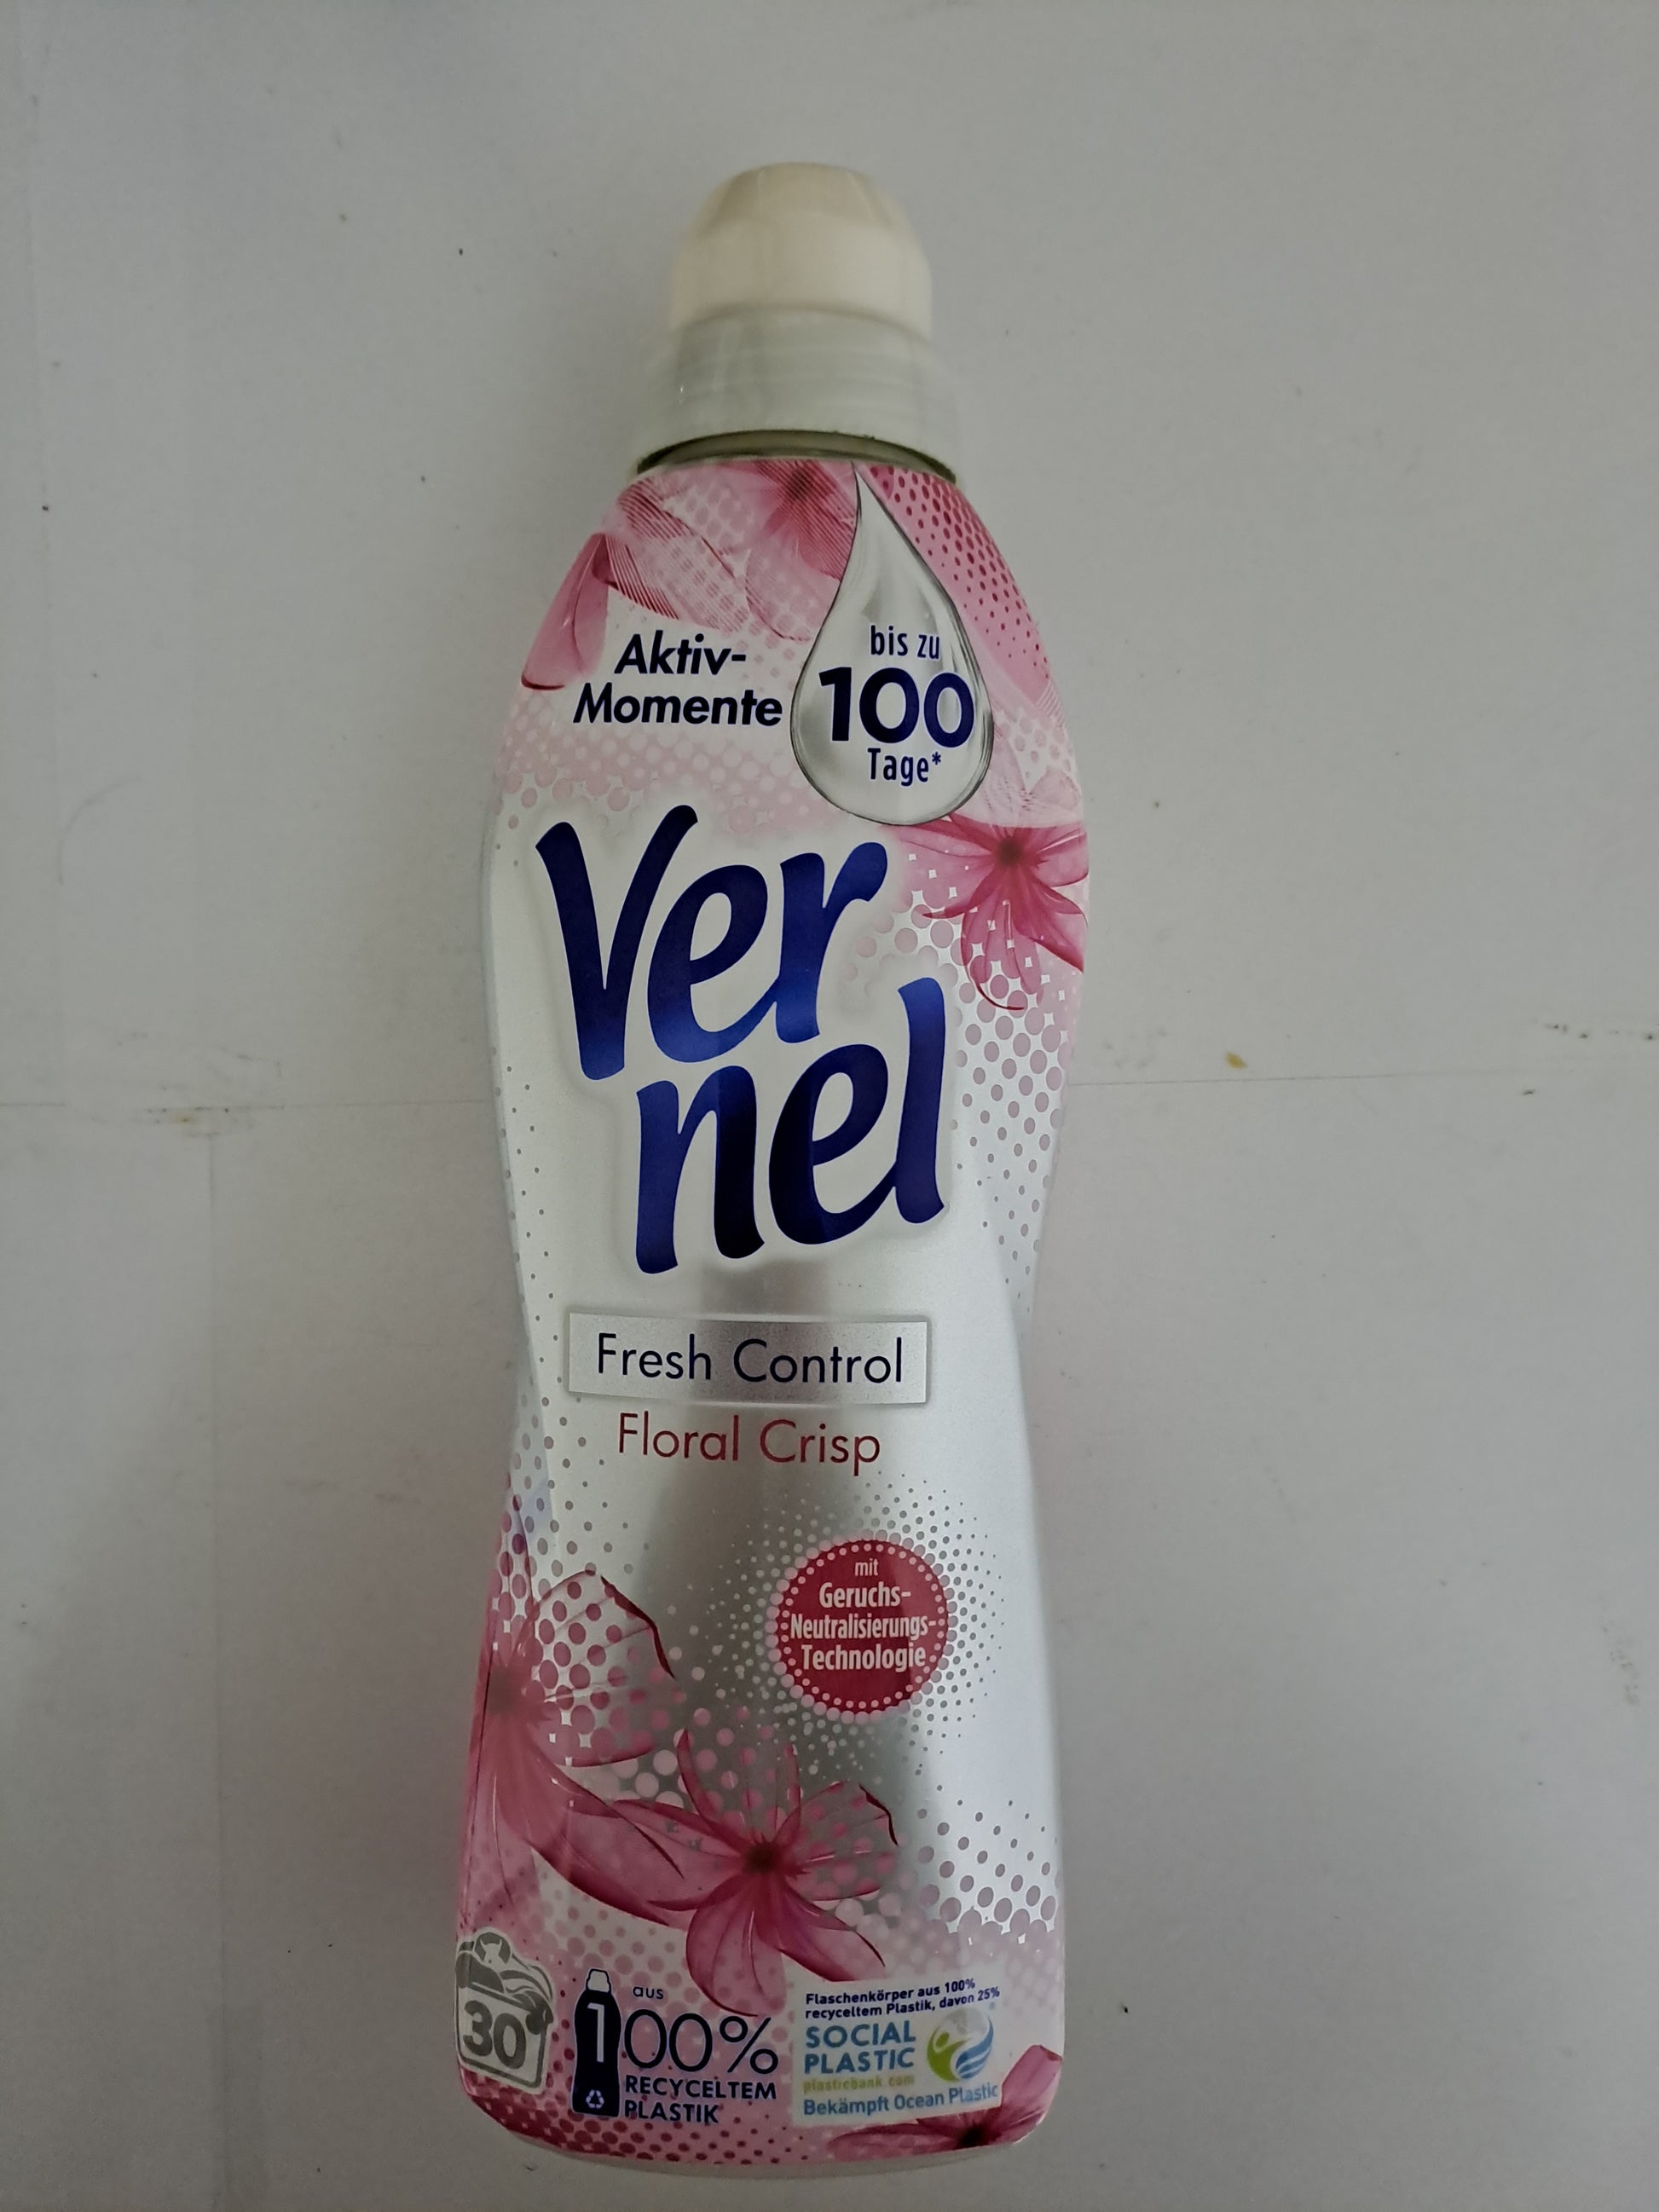 Aktiv-
Momente
bis zu
100
Tage*
Ver
nel
Fresh Control
Floral Crisp
mit
Geruchs-
Neutralisierungs-
Technologie
30
aus
100%
RECYCELTEM
PLASTIK
Flaschenkörper aus 100%
recyceltem Plastik, davon 25%
SOCIAL
PLASTIC
plasticbank.com
Bekämpft Ocean Plastic